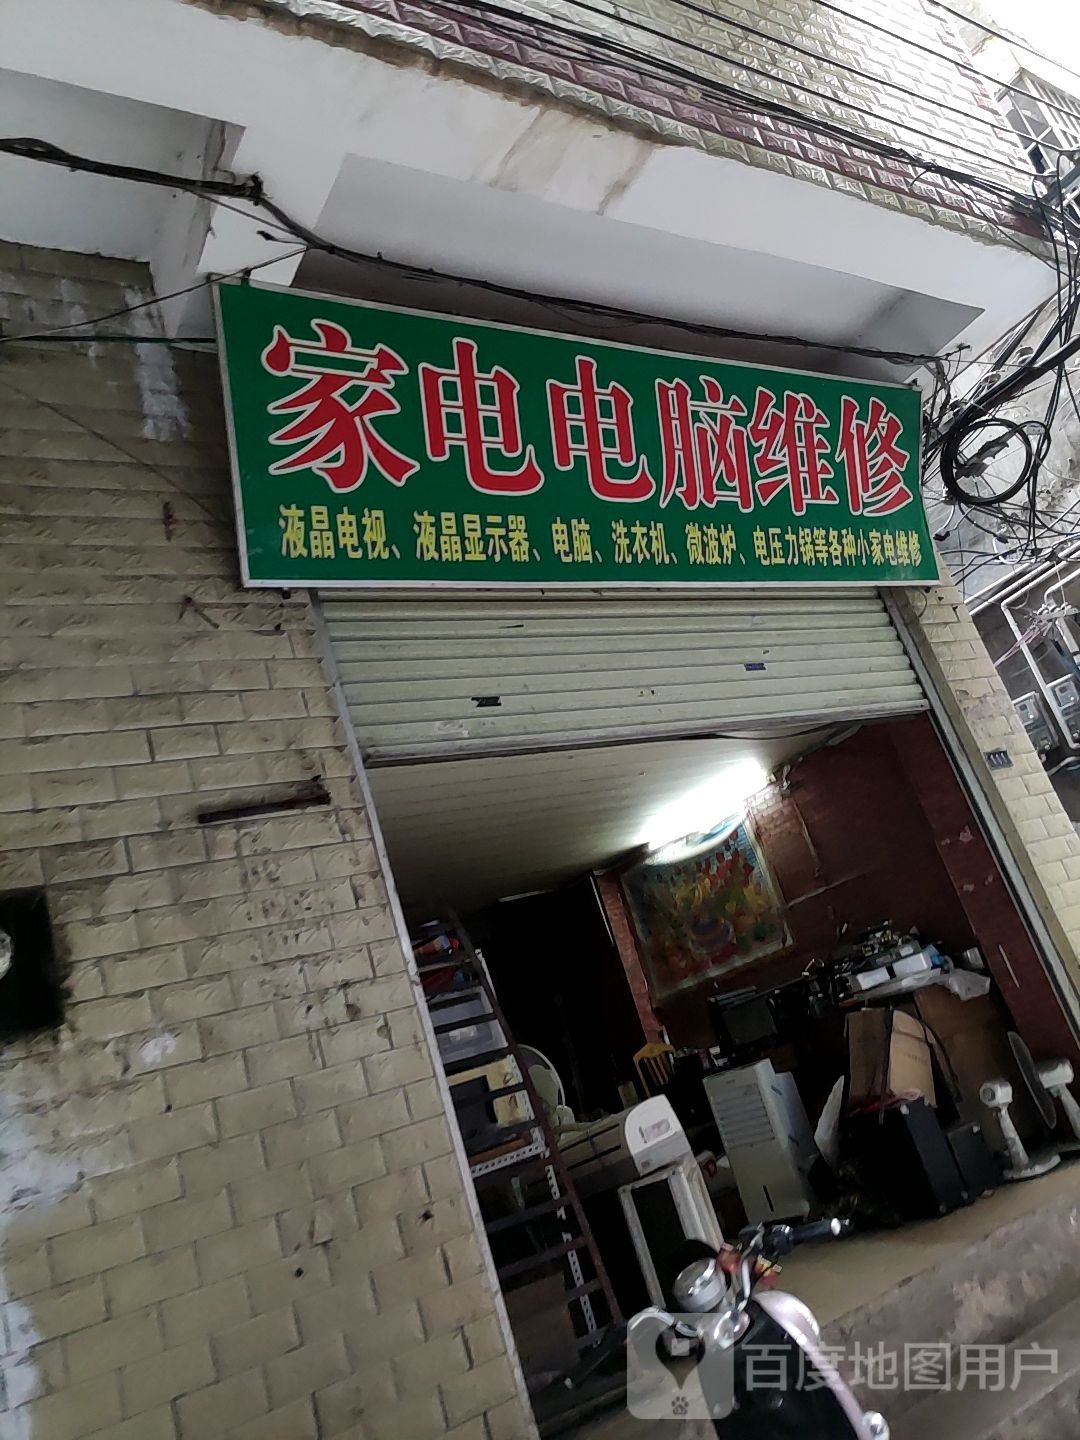 家电电脑维修
液晶电视、液晶显示器、电脑、洗衣机、微波炉、电压力锅等各种小家电维修
百度地图用户